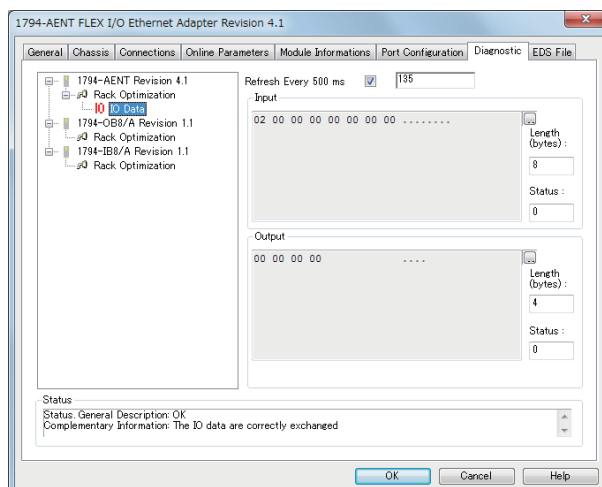 1794-AENT FLEX I/O Ethernet Adapter Revision 4.1
General Chassis Connections Online Parameters Module Informations Port Configuration Diagnostic EDS File
1794-AENT Revision 4.1
Rack Optimization
IO IO Data
1794-OB8/A Revision 1.1
Rack Optimization
1794-IB8/A Revision 1.1
Rack Optimization
Refresh Every 500 ms 135
Input
02 00 00 00 00 00 00 00 ........
...
Length
(bytes) :
8
Status :
0
Output
00 00 00 00 ....
...
Length
(bytes) :
4
Status :
0
Status
Status. General Description: OK
Complementary Information: The IO data are correctly exchanged
OK Cancel Help